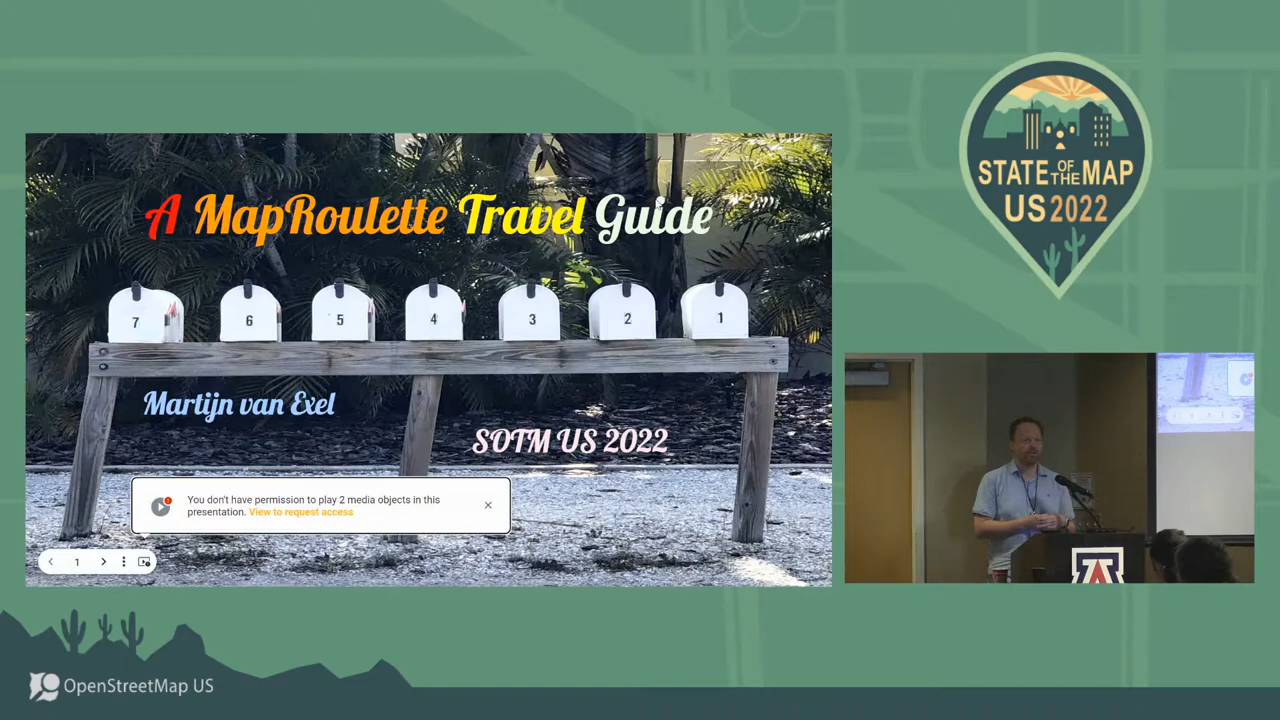 A MapRoulette Travel Guide
7 6 5 4 3 2 1
Martijn van Exel
SOTM US 2022
You don't have permission to play 2 media objects in this
presentation. View to request access
1
STATE OF THE MAP
US 2022
A
OpenStreetMap US